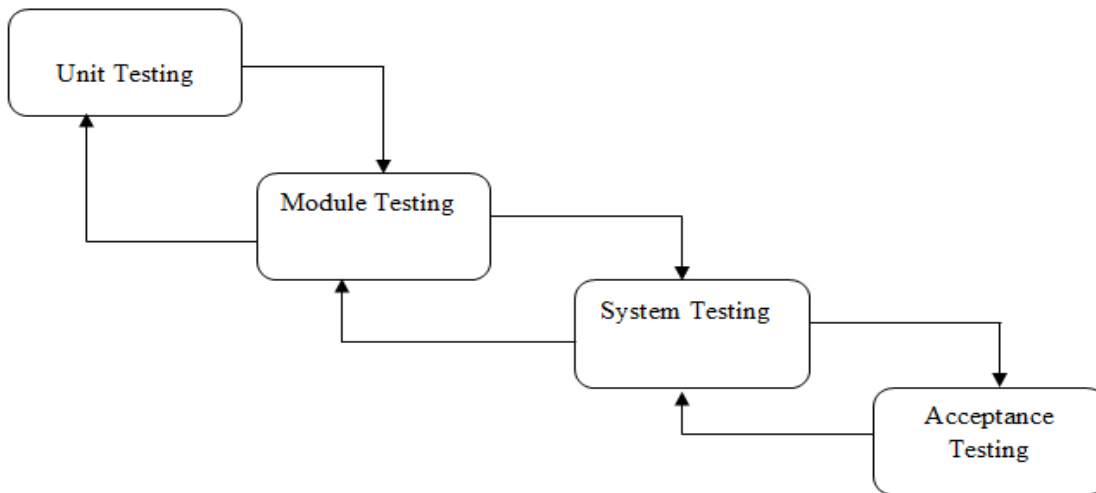 Unit Testing
Module Testing
System Testing
Acceptance
Testing